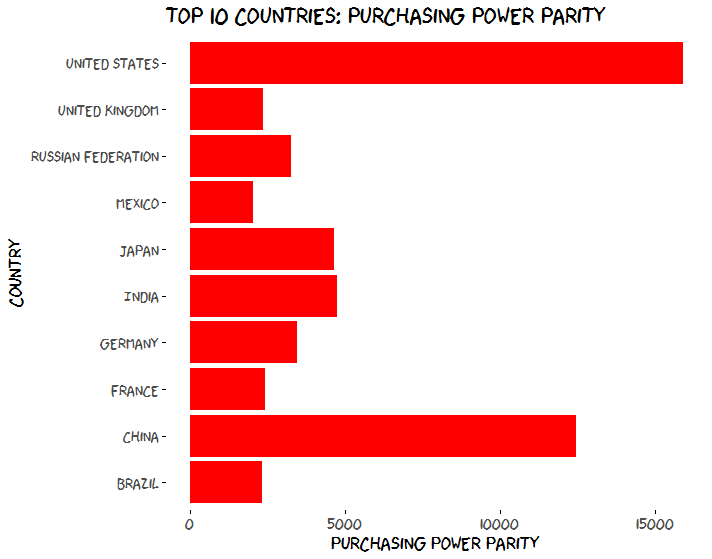 TOP 10 COUNTRIES: PURCHASING POWER PARITY
UNITED STATES
UNITED KINGDOM
RUSSIAN FEDERATION
MEXICO
JAPAN
INDIA
GERMANY
FRANCE
CHINA
BRAZIL
COUNTRY
0 5000 10000 15000
PURCHASING POWER PARITY